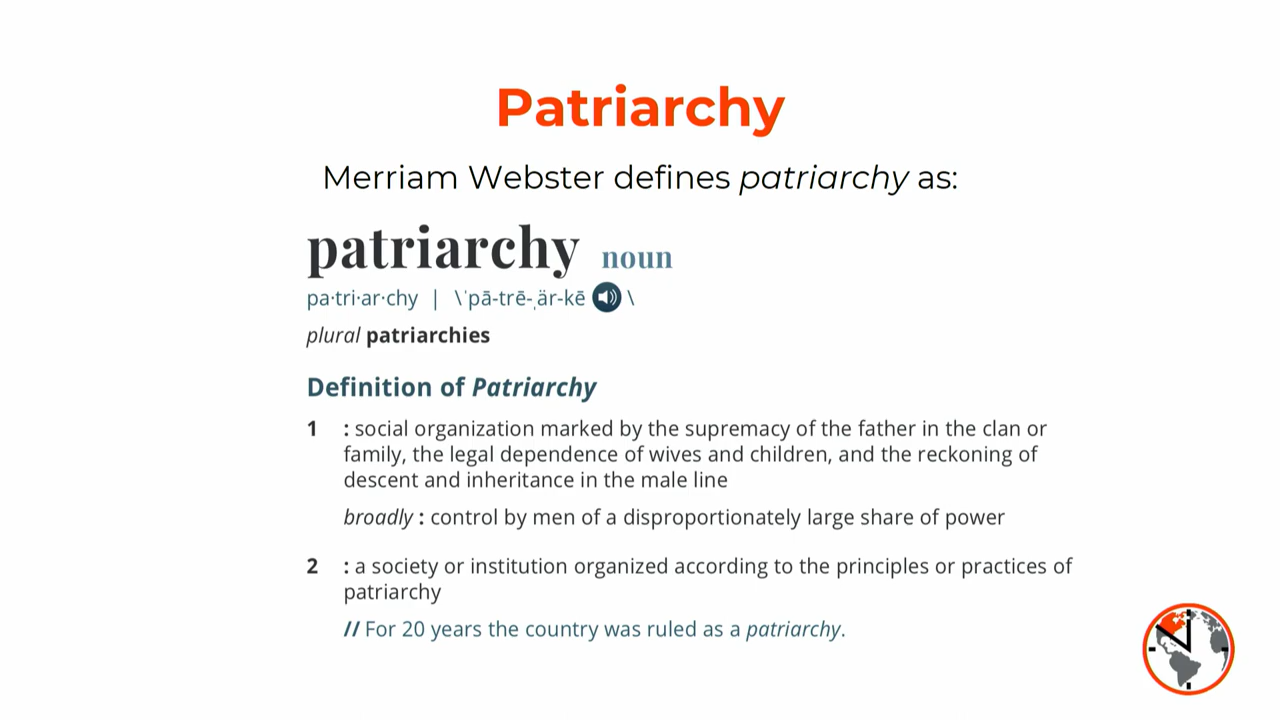 Patriarchy
Merriam Webster defines patriarchy as:
patriarchy noun
pa·tri·ar·chy | \ ˈpā-trē-ˌär-kē \
plural patriarchies
Definition of Patriarchy
1 : social organization marked by the supremacy of the father in the clan or
family, the legal dependence of wives and children, and the reckoning of
descent and inheritance in the male line
broadly : control by men of a disproportionately large share of power
2 : a society or institution organized according to the principles or practices of
patriarchy
// For 20 years the country was ruled as a patriarchy.